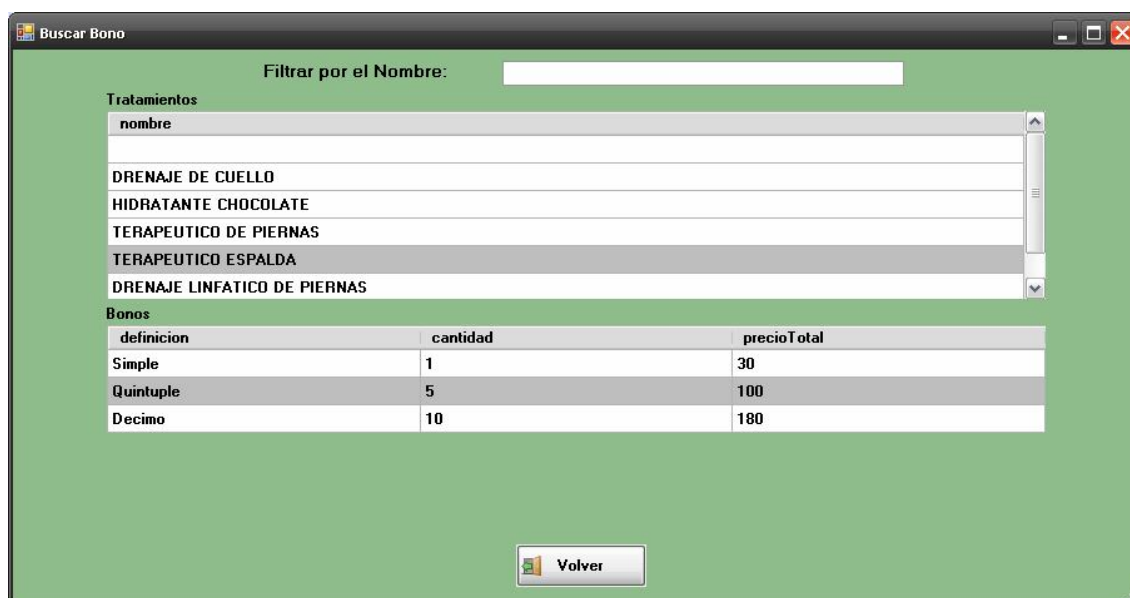 Buscar Bono
Filtrar por el Nombre:
Tratamientos
nombre
DRENAJE DE CUELLO
HIDRATANTE CHOCOLATE
TERAPEUTICO DE PIERNAS
TERAPEUTICO ESPALDA
DRENAJE LINFATICO DE PIERNAS
Bonos
definicion cantidad precioTotal
Simple 1 30
Quintuple 5 100
Decimo 10 180
Volver